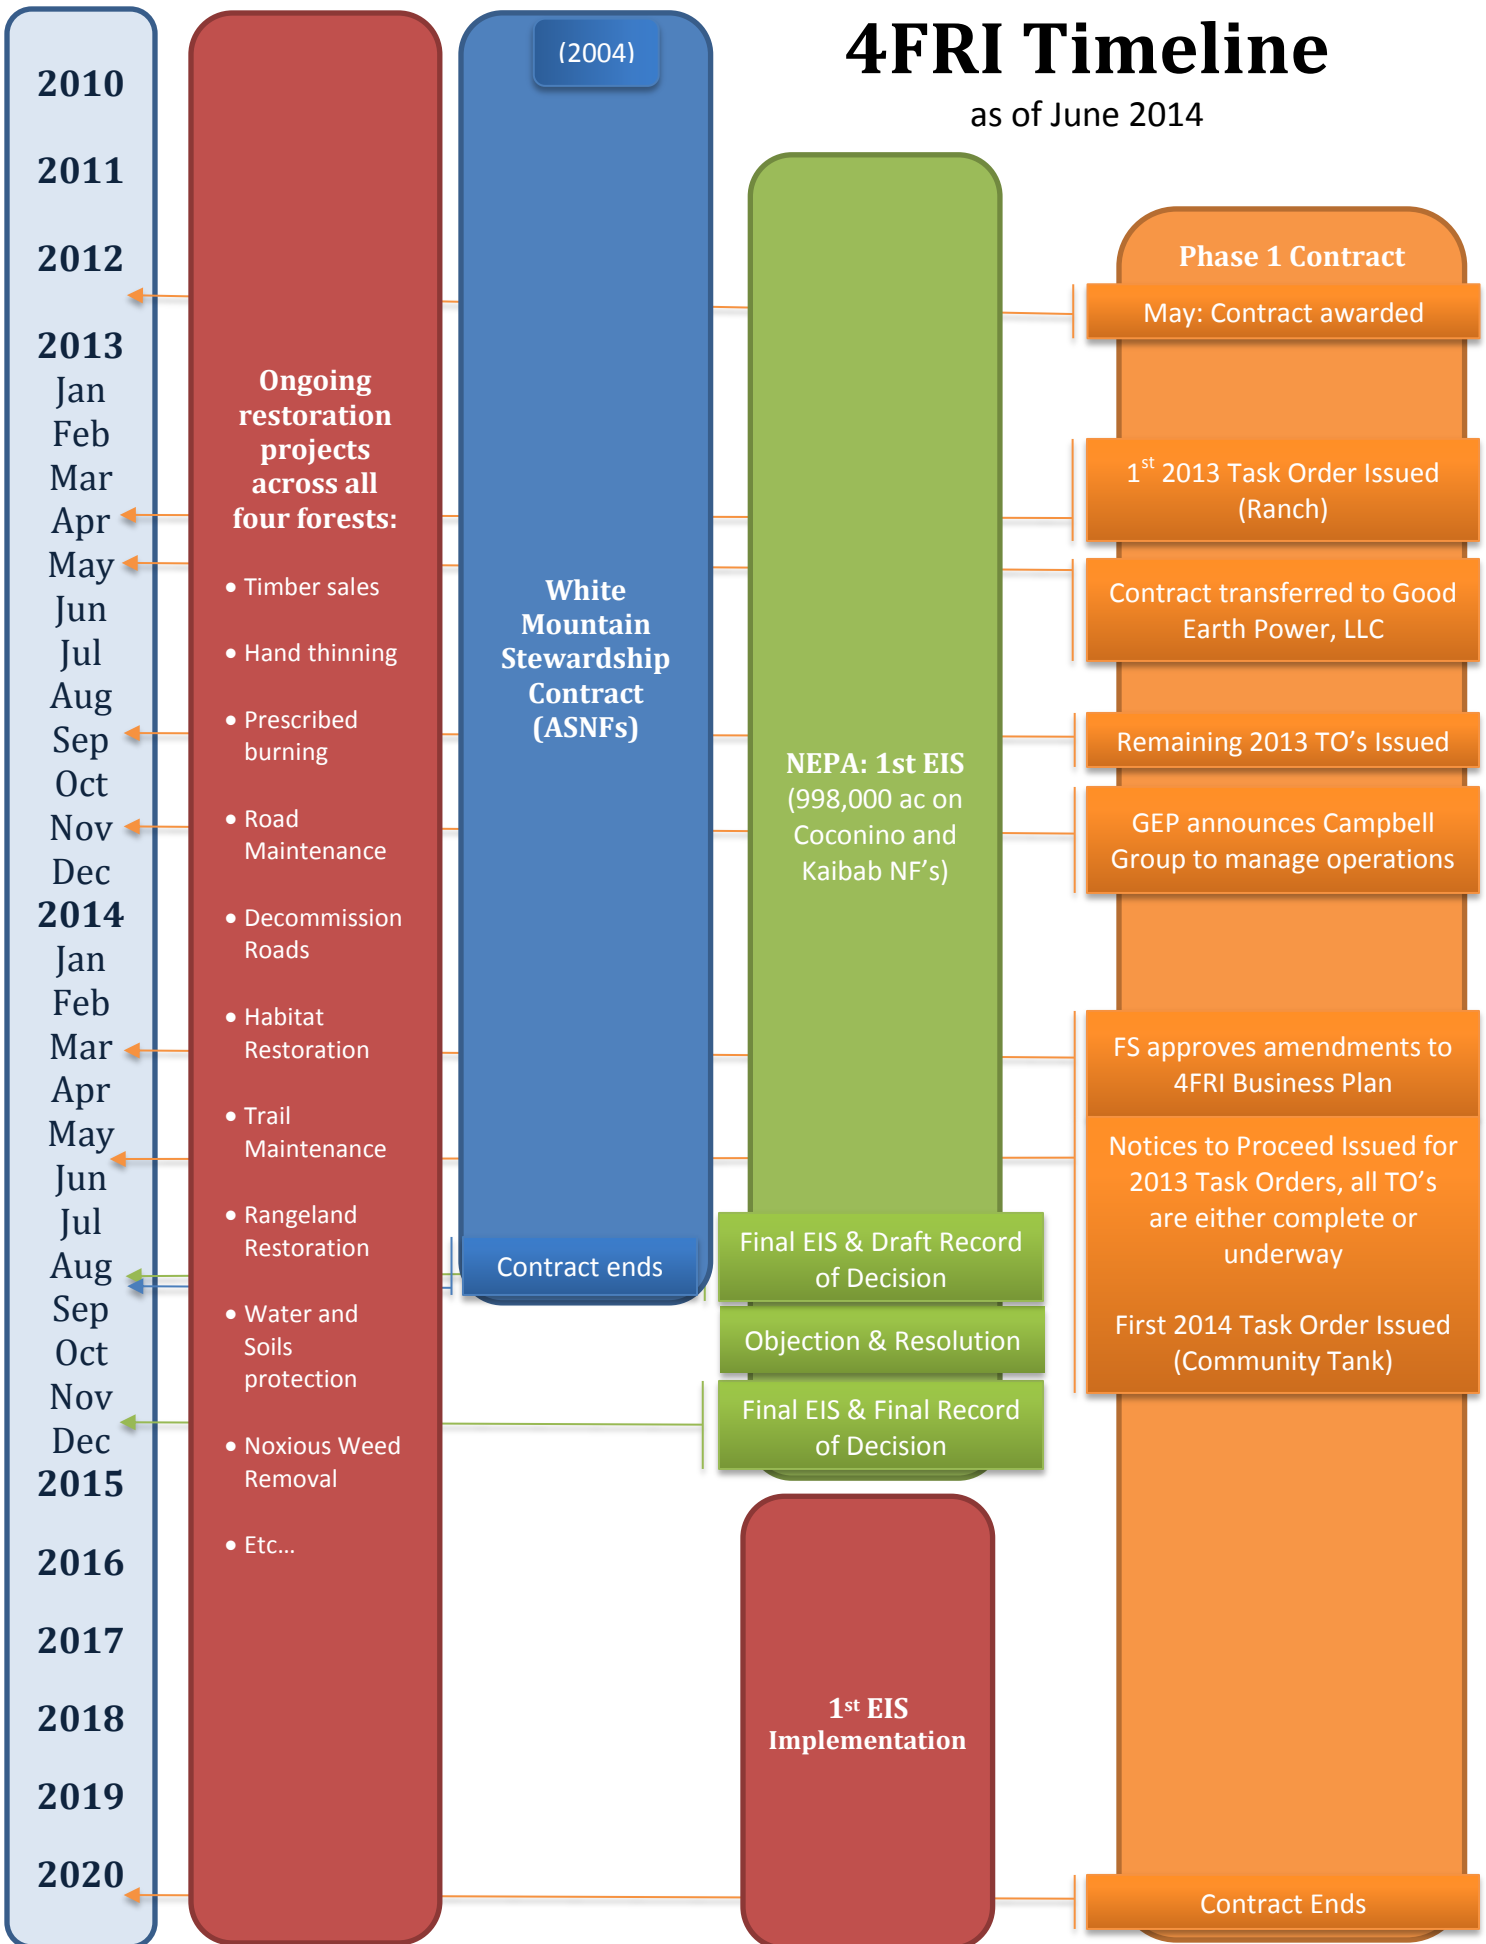 4FRI Timeline
as of June 2014
2010
2011
2012
2013
Jan
Feb
Mar
Apr
May
Jun
Jul
Aug
Sep
Oct
Nov
Dec
2014
Jan
Feb
Mar
Apr
May
Jun
Jul
Aug
Sep
Oct
Nov
Dec
2015
2016
2017
2018
2019
2020
Ongoing
restoration
projects
across all
four forests:
• Timber sales
• Hand thinning
• Prescribed
burning
• Road
Maintenance
• Decommission
Roads
• Habitat
Restoration
• Trail
Maintenance
• Rangeland
Restoration
• Water and
Soils
protection
• Noxious Weed
Removal
• Etc…
(2004)
White
Mountain
Stewardship
Contract
(ASNFs)
Contract ends
NEPA: 1st EIS
(998,000 ac on
Coconino and
Kaibab NF’s)
Final EIS & Draft Record
of Decision
Objection & Resolution
Final EIS & Final Record
of Decision
1st EIS
Implementation
Phase 1 Contract
May: Contract awarded
1st 2013 Task Order Issued
(Ranch)
Contract transferred to Good
Earth Power, LLC
Remaining 2013 TO’s Issued
GEP announces Campbell
Group to manage operations
FS approves amendments to
4FRI Business Plan
Notices to Proceed Issued for
2013 Task Orders, all TO’s
are either complete or
underway
First 2014 Task Order Issued
(Community Tank)
Contract Ends